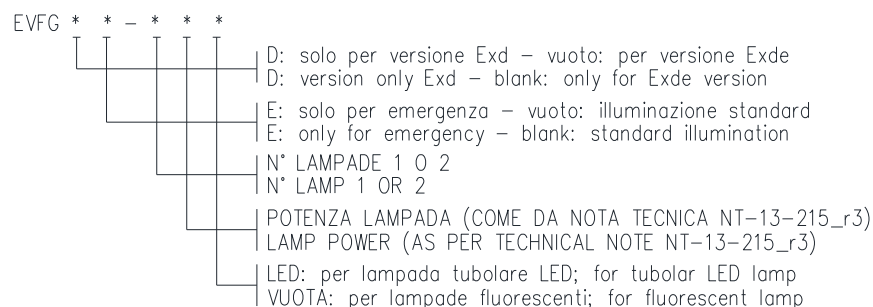 EVFG * * - * * *
D: solo per versione Exd – vuoto: per versione Exde
D: version only Exd – blank: only for Exde version
E: solo per emergenza – vuoto: illuminazione standard
E: only for emergency – blank: standard illumination
N° LAMPADE 1 O 2
N° LAMP 1 OR 2
POTENZA LAMPADA (COME DA NOTA TECNICA NT-13-215_r3)
LAMP POWER (AS PER TECHNICAL NOTE NT-13-215_r3)
LED: per lampada tubolare LED; for tubolar LED lamp
VUOTA: per lampade fluorescenti; for fluorescent lamp